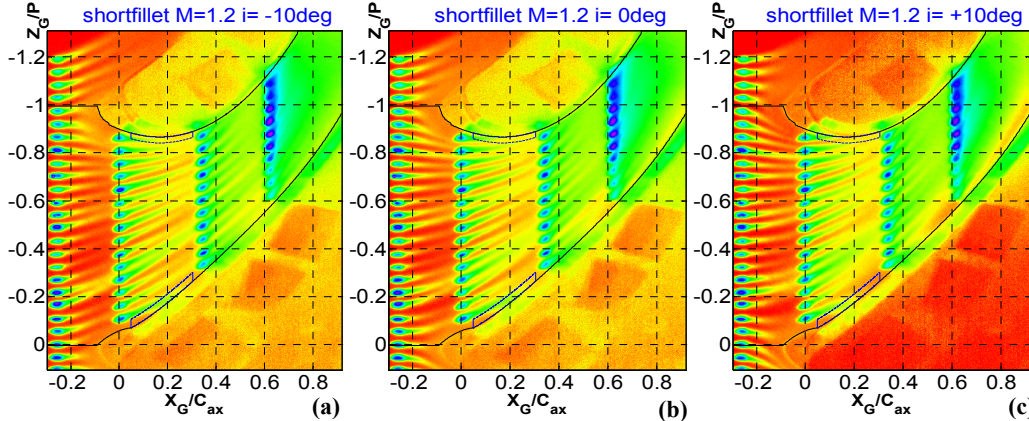 shortfillet M=1.2 i= -10deg
Z_G/P
-1.2
-1
-0.8
-0.6
-0.4
-0.2
0
-0.2 0 0.2 0.4 0.6 0.8
X_G/C_ax
(a)
shortfillet M=1.2 i= 0deg
Z_G/P
-1.2
-1
-0.8
-0.6
-0.4
-0.2
0
-0.2 0 0.2 0.4 0.6 0.8
X_G/C_ax
(b)
shortfillet M=1.2 i= +10deg
Z_G/P
-1.2
-1
-0.8
-0.6
-0.4
-0.2
0
-0.2 0 0.2 0.4 0.6 0.8
X_G/C_ax
(c)